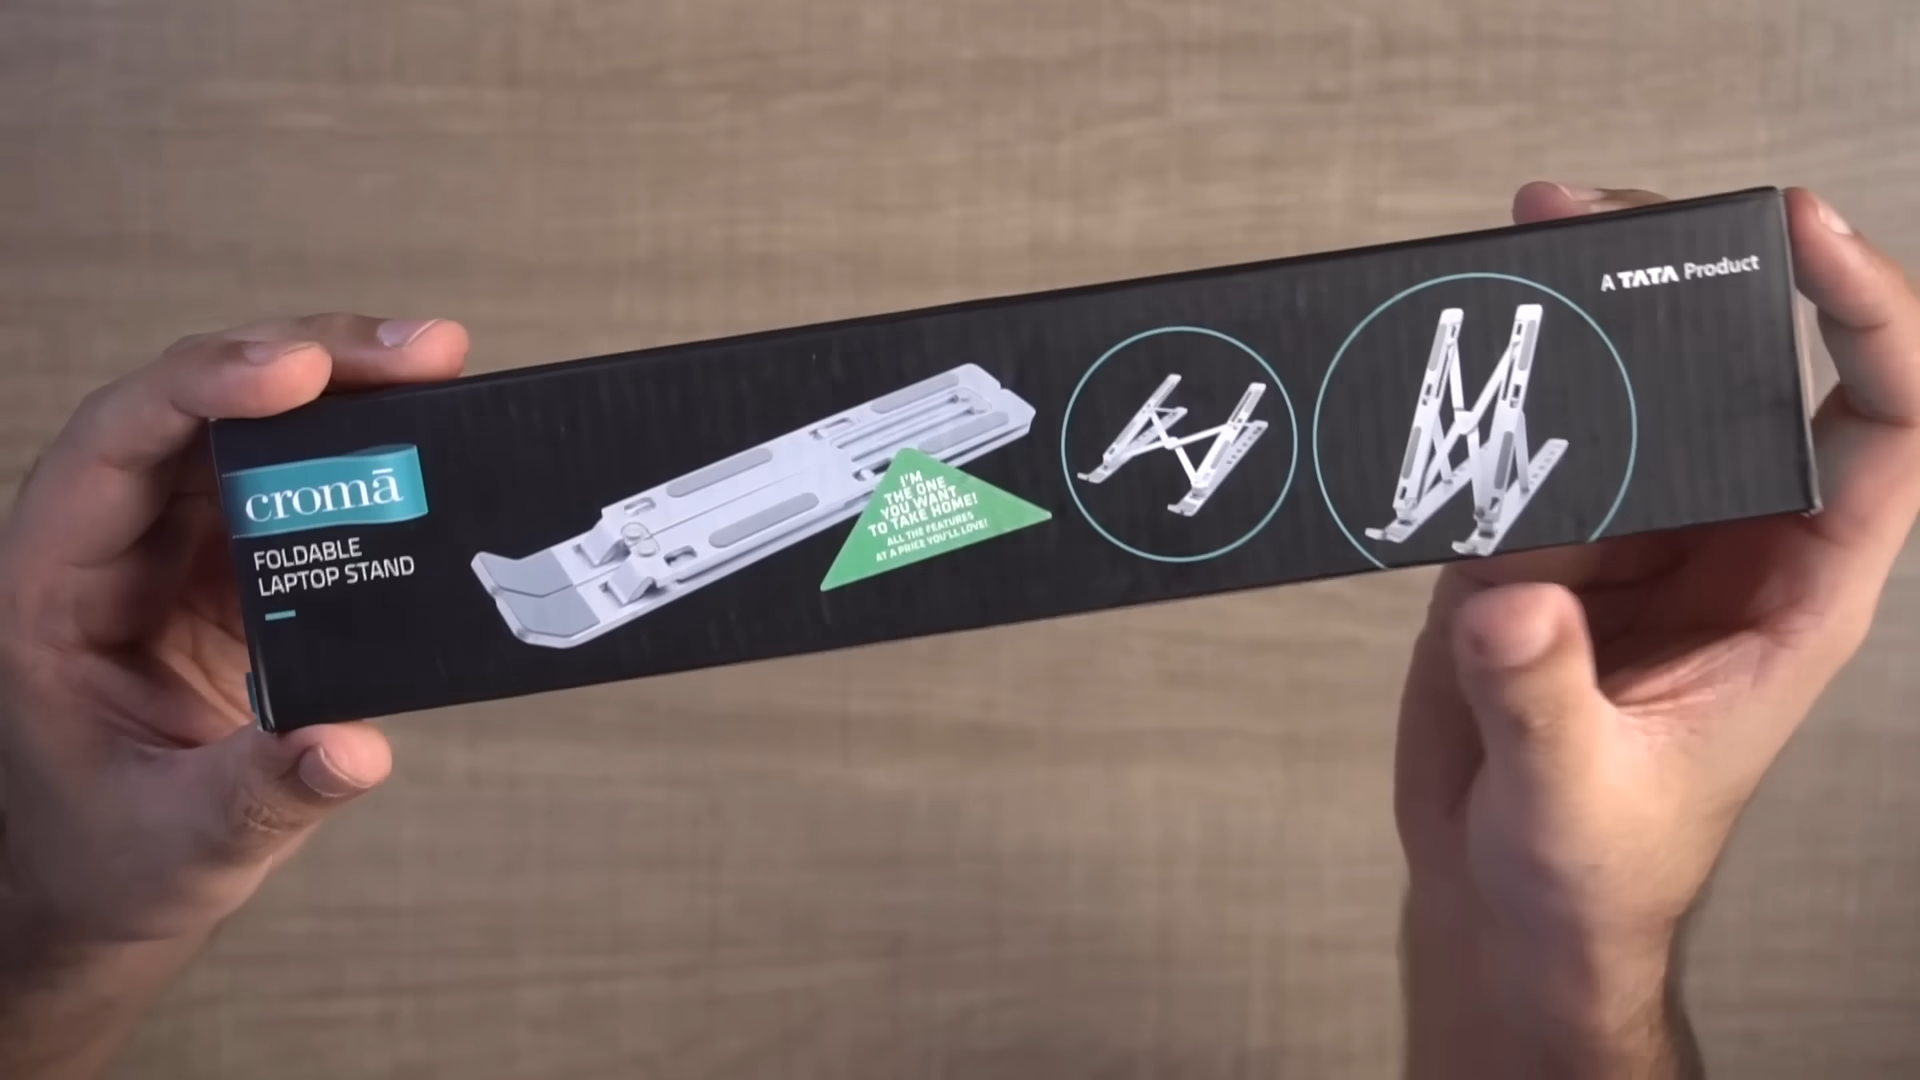 cromā
FOLDABLE
LAPTOP STAND
I'M
THE ONE
YOU WANT
TO TAKE HOME!
ALL THE FEATURES
AT A PRICE YOU'LL LOVE!
A TATA Product